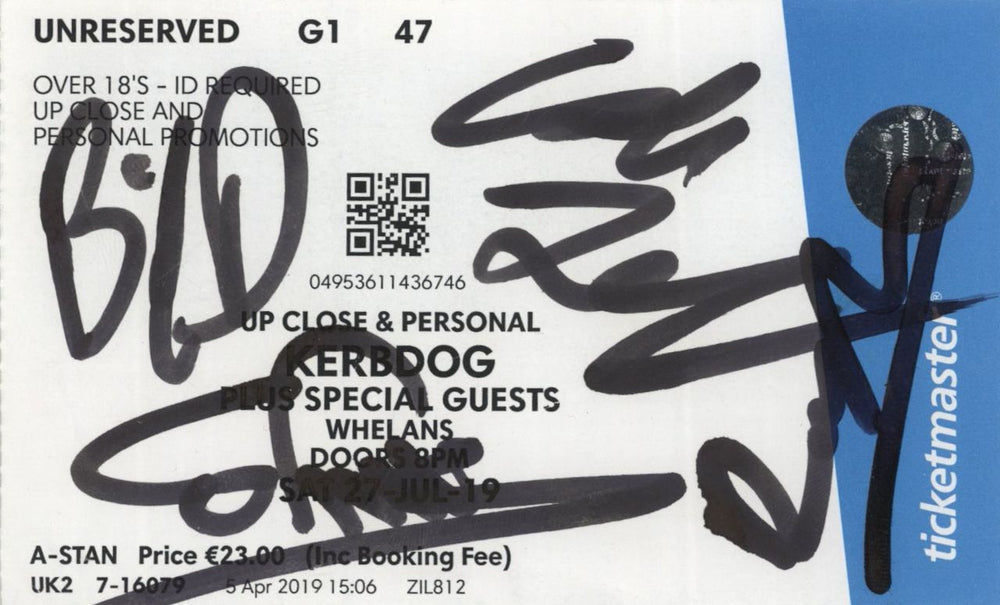 UNRESERVED G1 47
OVER 18'S - ID REQUIRED
UP CLOSE AND
PERSONAL PROMOTIONS
04953611436746
UP CLOSE & PERSONAL
KERBDOG
PLUS SPECIAL GUESTS
WHELANS
DOORS 8PM
SAT 27-JUL-19
A-STAN Price €23.00 (Inc Booking Fee)
UK2 7-16079 5 Apr 2019 15:06 ZIL812
ticketmaster®